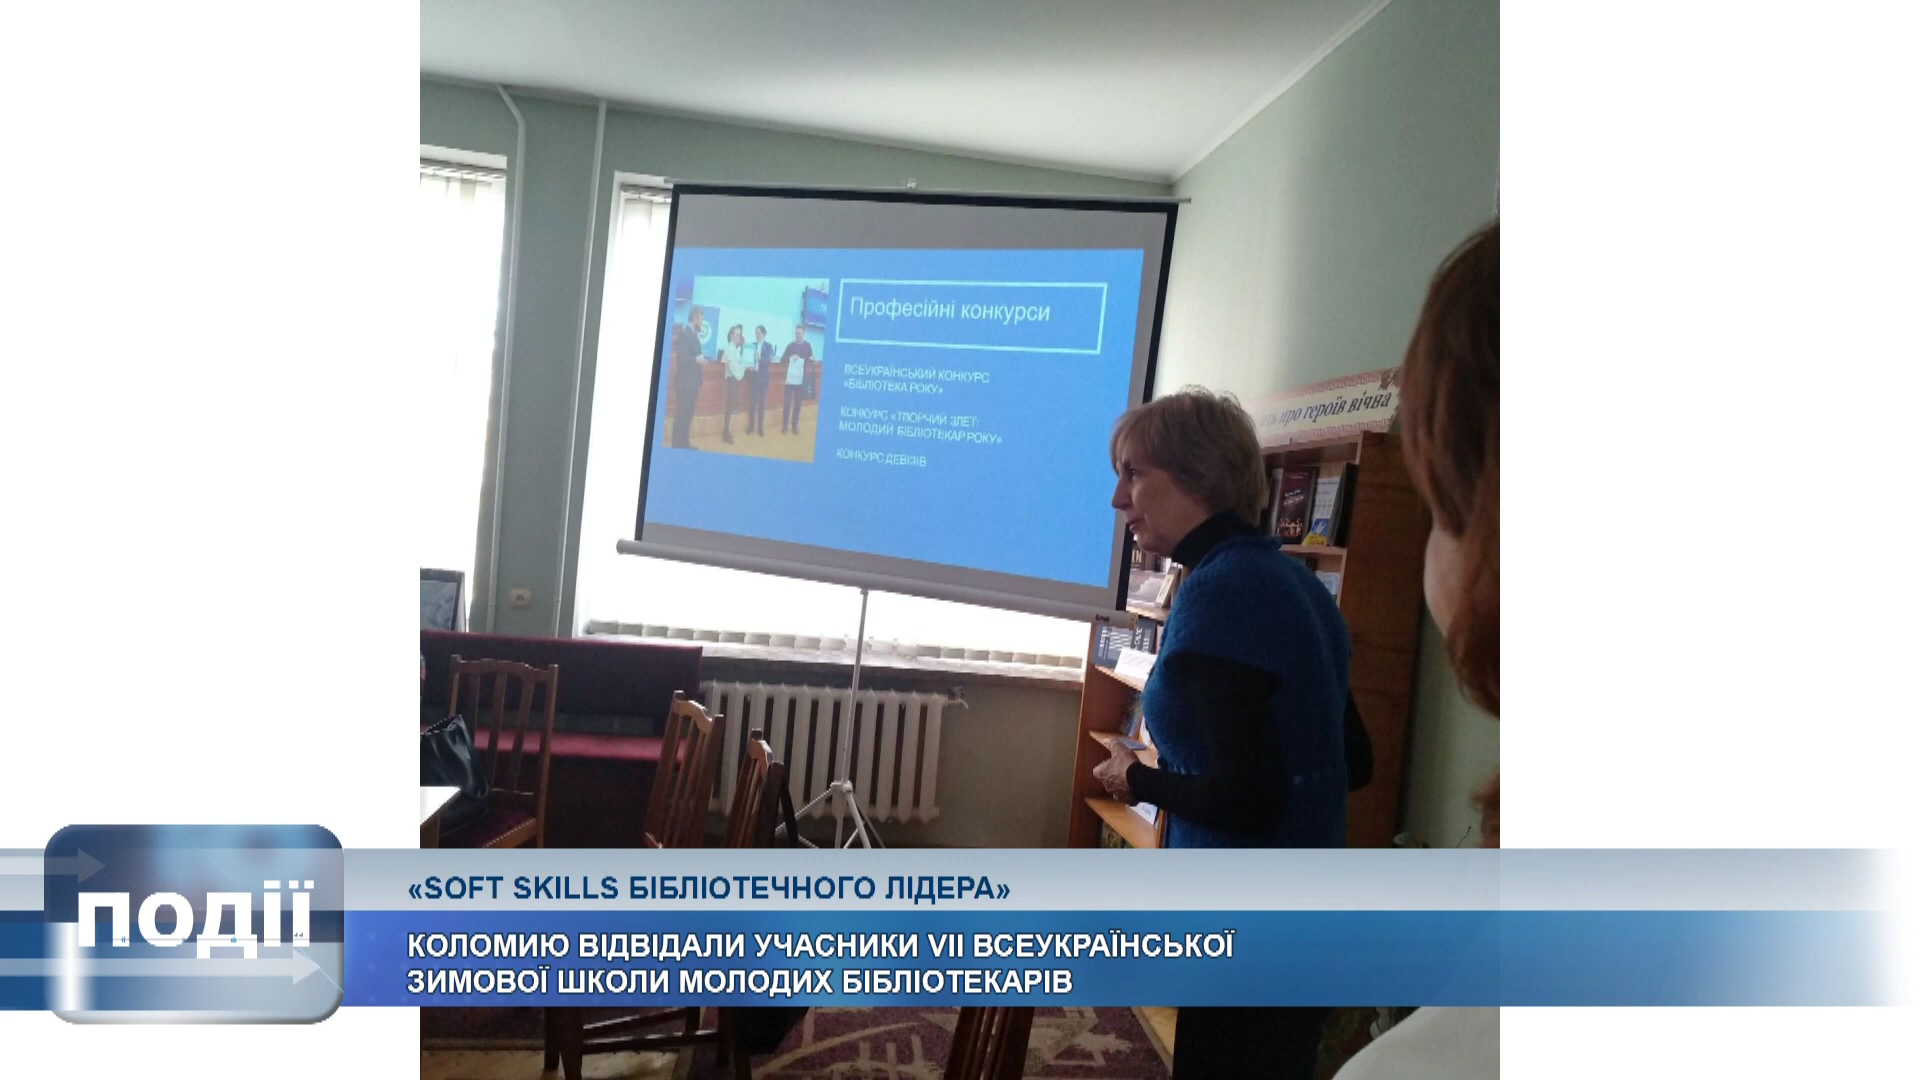 Професійні конкурси
ВСЕУКРАЇНСЬКИЙ КОНКУРС
«БІБЛІОТЕКА РОКУ»
КОНКУРС «ТВОРЧИЙ ЗЛЕТ:
МОЛОДИЙ БІБЛІОТЕКАР РОКУ»
КОНКУРС ДЕВІЗІВ
про героїв вічна
події
«SOFT SKILLS БІБЛІОТЕЧНОГО ЛІДЕРА»
КОЛОМИЮ ВІДВІДАЛИ УЧАСНИКИ VII ВСЕУКРАЇНСЬКОЇ
ЗИМОВОЇ ШКОЛИ МОЛОДИХ БІБЛІОТЕКАРІВ